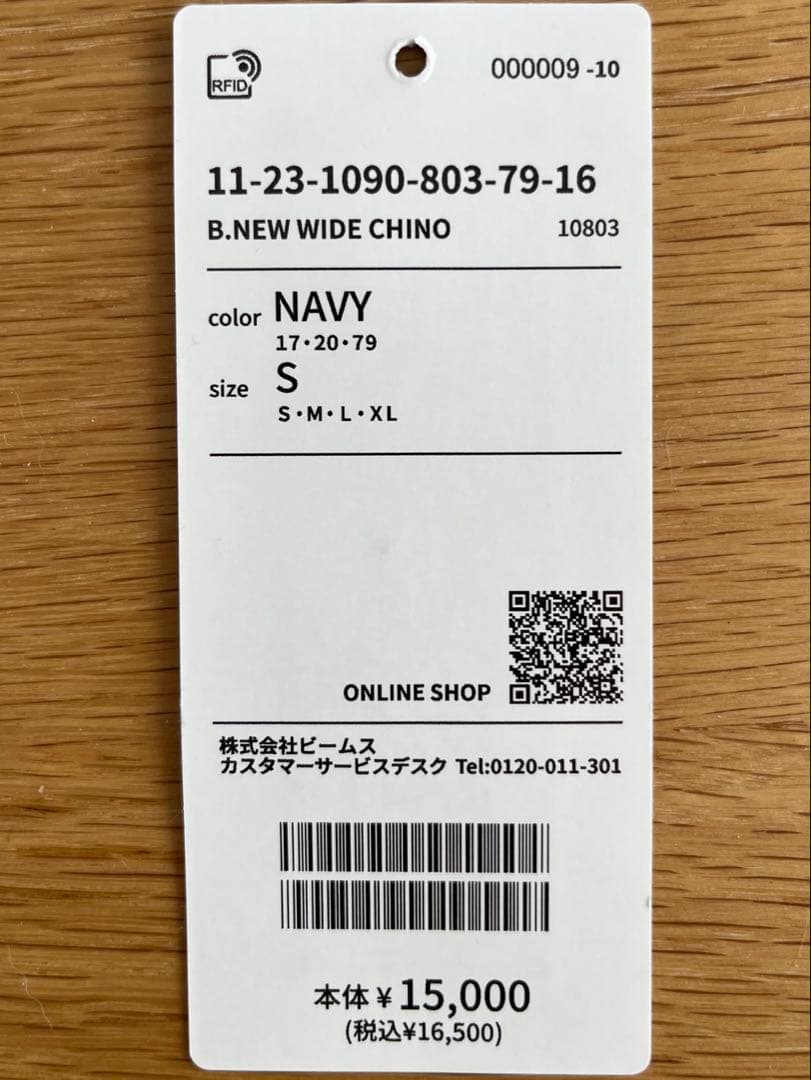 RFID
000009 -10
11-23-1090-803-79-16
B.NEW WIDE CHINO 10803
color NAVY
17・20・79
size S
S・M・L・XL
ONLINE SHOP
株式会社ビームス
カスタマーサービスデスク Tel:0120-011-301
本体¥15,000
(税込¥16,500)